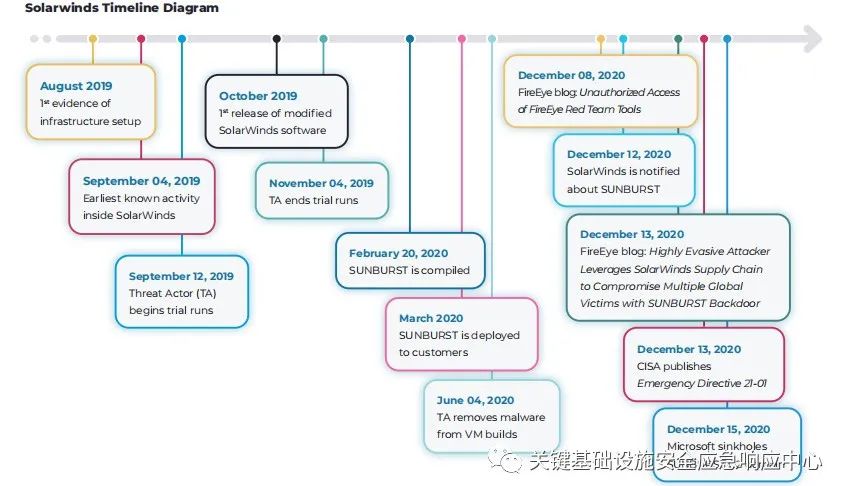 Solarwinds Timeline Diagram
August 2019
1st evidence of
infrastructure setup
September 04, 2019
Earliest known activity
inside SolarWinds
September 12, 2019
Threat Actor (TA)
begins trial runs
October 2019
1st release of modified
SolarWinds software
November 04, 2019
TA ends trial runs
February 20, 2020
SUNBURST is compiled
March 2020
SUNBURST is deployed
to customers
June 04, 2020
TA removes malware
from VM builds
December 08, 2020
FireEye blog: Unauthorized Access
of FireEye Red Team Tools
December 12, 2020
SolarWinds is notified
about SUNBURST
December 13, 2020
FireEye blog: Highly Evasive Attacker
Leverages SolarWinds Supply Chain
to Compromise Multiple Global
Victims with SUNBURST Backdoor
December 13, 2020
CISA publishes
Emergency Directive 21-01
December 15, 2020
Microsoft sinkholes
关键基础设施安全应急响应中心